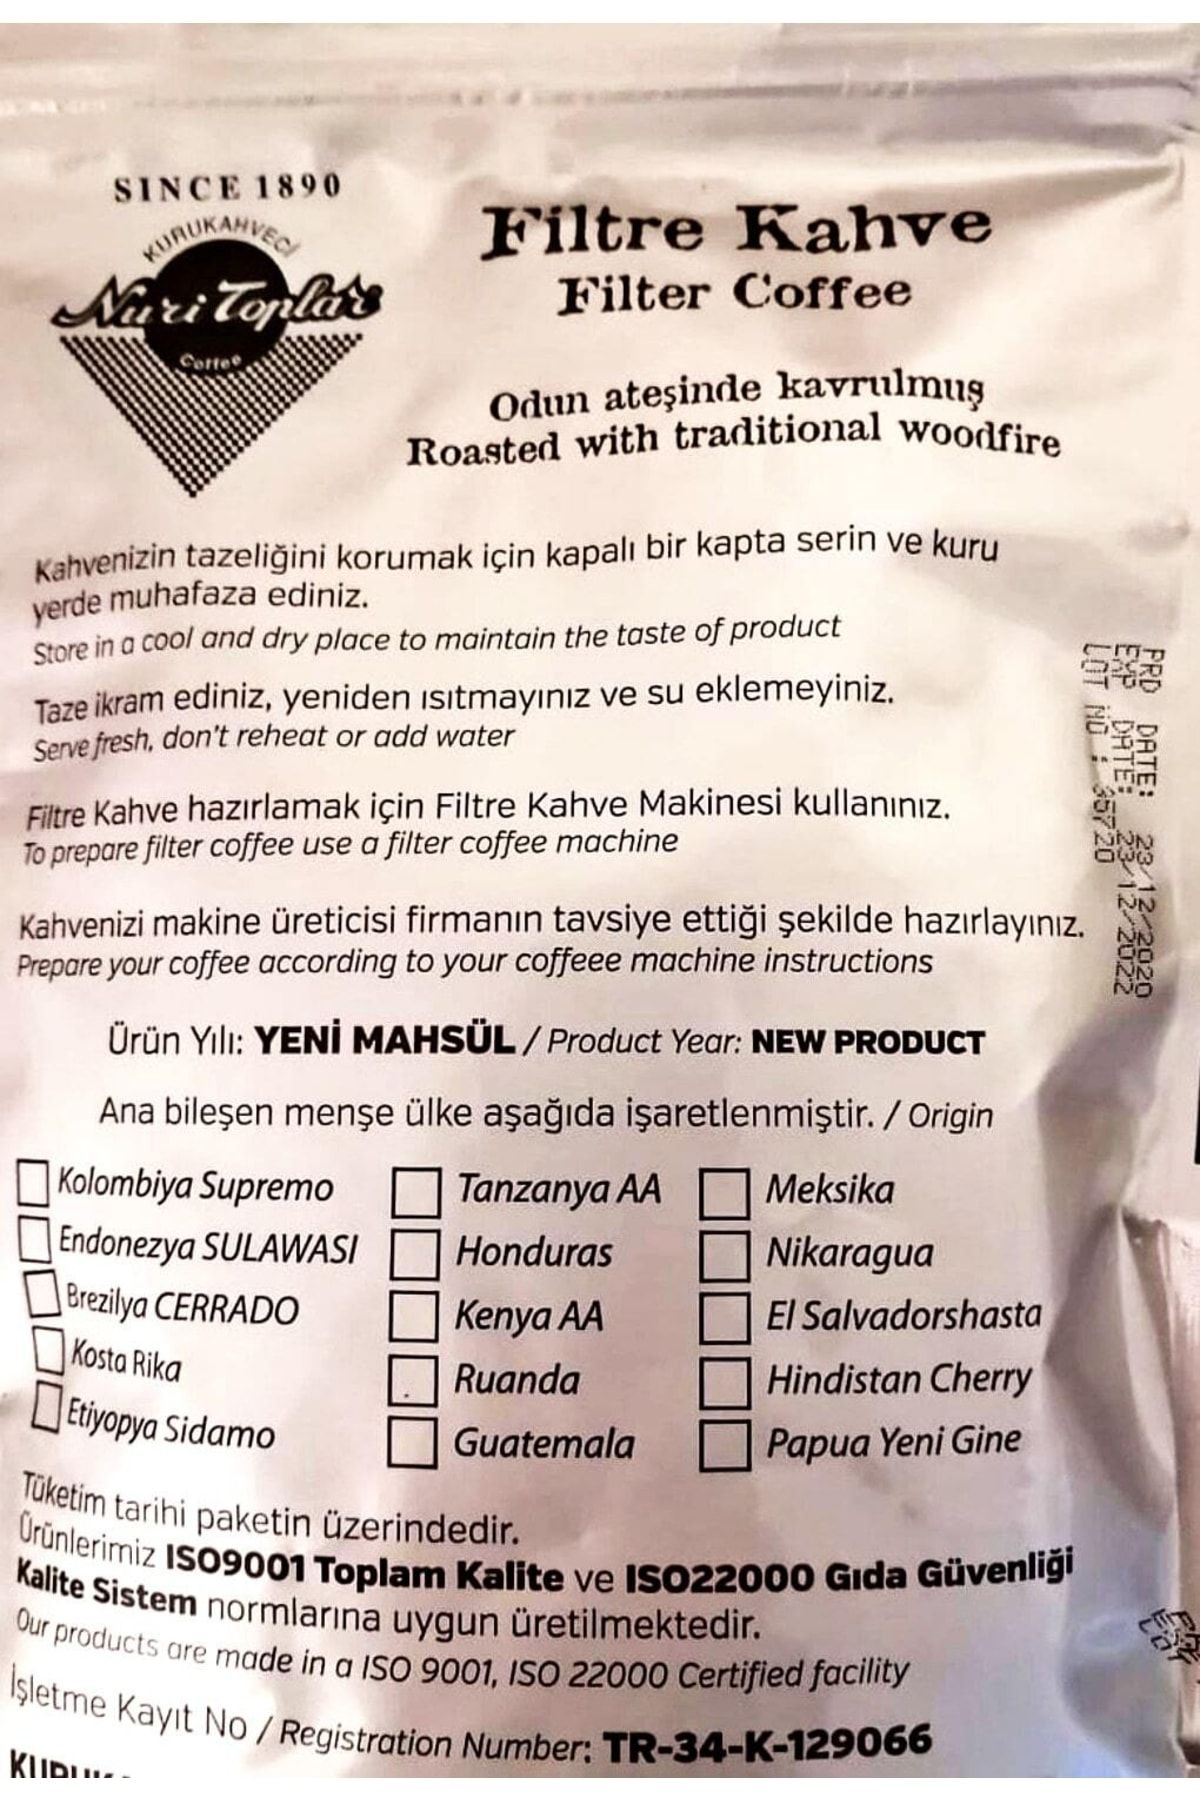 SINCE 1890
KURUKAHVECİ
Nuri Toplar
Coffee
Filtre Kahve
Filter Coffee
Odun ateşinde kavrulmuş
Roasted with traditional woodfire
Kahvenizin tazeliğini korumak için kapalı bir kapta serin ve kuru
yerde muhafaza ediniz.
Store in a cool and dry place to maintain the taste of product
Taze ikram ediniz, yeniden ısıtmayınız ve su eklemeyiniz.
Serve fresh, don't reheat or add water
Filtre Kahve hazırlamak için Filtre Kahve Makinesi kullanınız.
To prepare filter coffee use a filter coffee machine
Kahvenizi makine üreticisi firmanın tavsiye ettiği şekilde hazırlayınız.
Prepare your coffee according to your coffeee machine instructions
PRD DATE: 23/12/2020
EXP DATE: 23/12/2022
LOT NO : 35720
Ürün Yılı: YENİ MAHSÜL / Product Year: NEW PRODUCT
Ana bileşen menşe ülke aşağıda işaretlenmiştir. / Origin
Kolombiya Supremo
Endonezya SULAWASI
Brezilya CERRADO
Kosta Rika
Etiyopya Sidamo
Tanzanya AA
Honduras
Kenya AA
Ruanda
Guatemala
Meksika
Nikaragua
El Salvadorshasta
Hindistan Cherry
Papua Yeni Gine
Tüketim tarihi paketin üzerindedir.
Ürünlerimiz ISO9001 Toplam Kalite ve ISO22000 Gıda Güvenliği
Kalite Sistem normlarına uygun üretilmektedir.
Our products are made in a ISO 9001, ISO 22000 Certified facility
İşletme Kayıt No / Registration Number: TR-34-K-129066